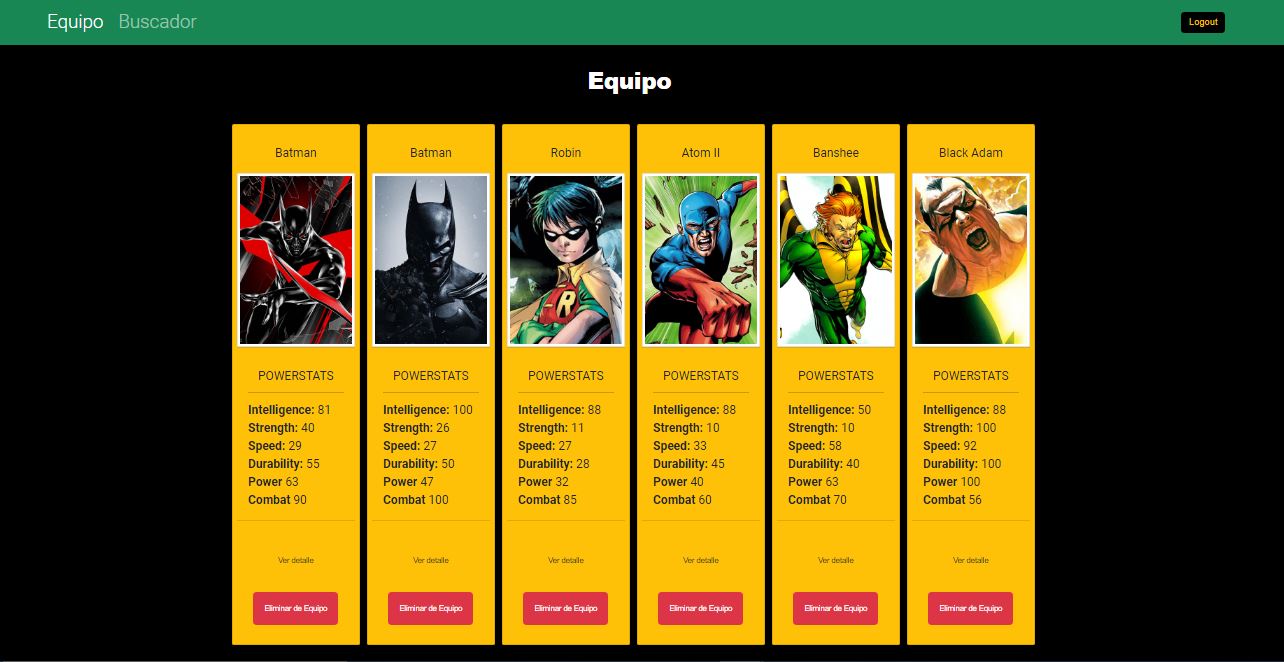 Equipo Buscador Logout
Equipo
Batman
POWERSTATS
Intelligence: 81
Strength: 40
Speed: 29
Durability: 55
Power 63
Combat 90
Ver detalle
Eliminar de Equipo
Batman
POWERSTATS
Intelligence: 100
Strength: 26
Speed: 27
Durability: 50
Power 47
Combat 100
Ver detalle
Eliminar de Equipo
Robin
R
POWERSTATS
Intelligence: 88
Strength: 11
Speed: 27
Durability: 28
Power 32
Combat 85
Ver detalle
Eliminar de Equipo
Atom II
POWERSTATS
Intelligence: 88
Strength: 10
Speed: 33
Durability: 45
Power 40
Combat 60
Ver detalle
Eliminar de Equipo
Banshee
POWERSTATS
Intelligence: 50
Strength: 10
Speed: 58
Durability: 40
Power 63
Combat 70
Ver detalle
Eliminar de Equipo
Black Adam
POWERSTATS
Intelligence: 88
Strength: 100
Speed: 92
Durability: 100
Power 100
Combat 56
Ver detalle
Eliminar de Equipo